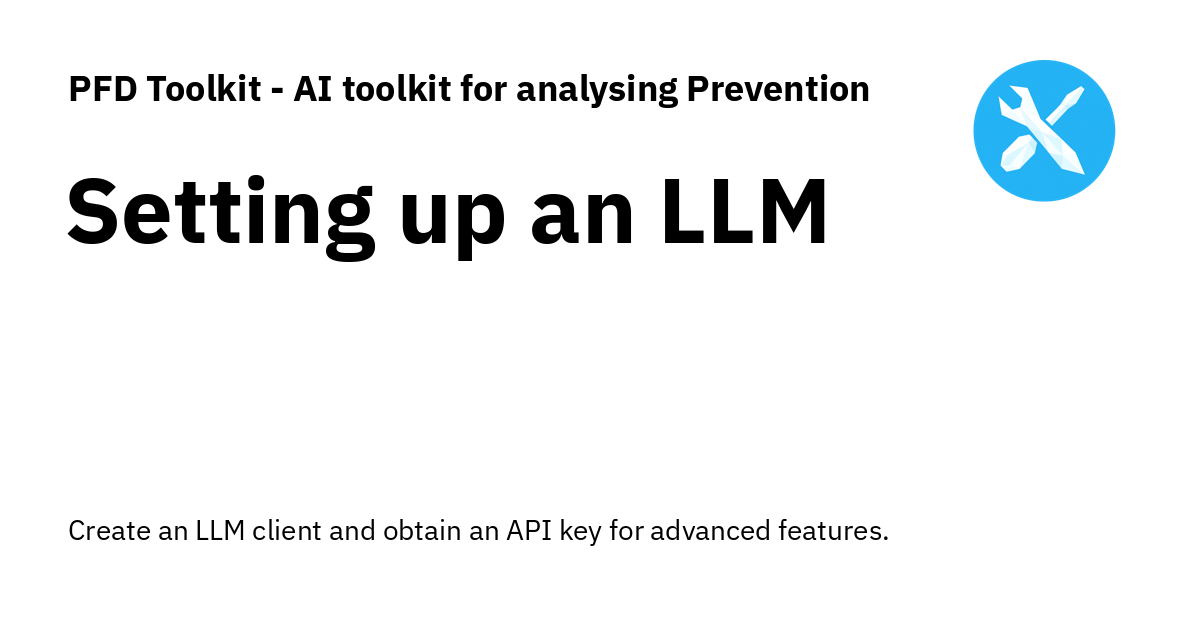 PFD Toolkit - AI toolkit for analysing Prevention
Setting up an LLM
Create an LLM client and obtain an API key for advanced features.